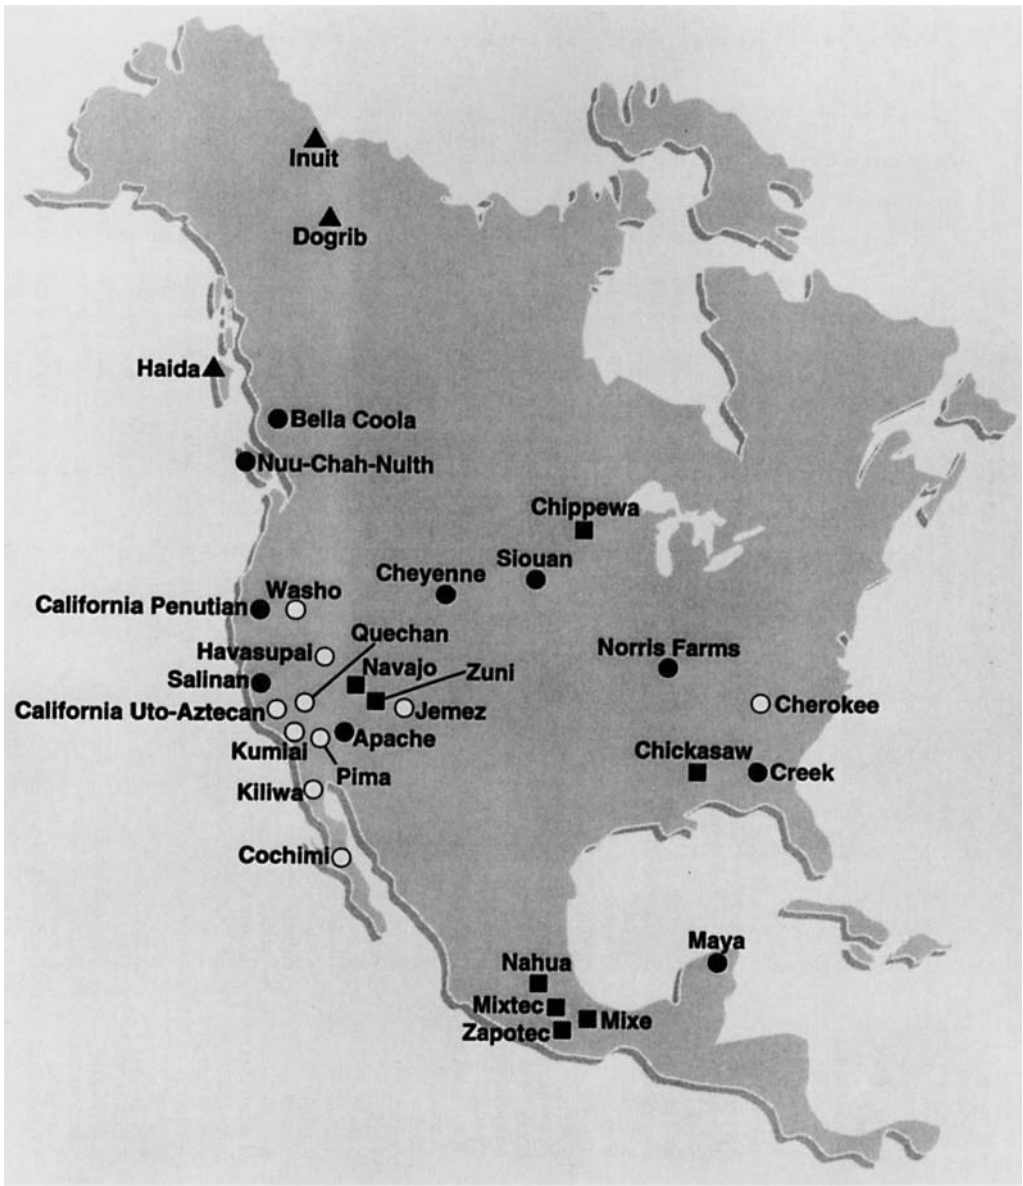 Inuit
Dogrib
Haida
Bella Coola
Nuu-Chah-Nulth
Chippewa
Siouan
Cheyenne
Washo
California Penutian
Quechan
Norris Farms
Havasupai
Navajo
Zuni
Salinan
California Uto-Aztecan
Jemez
Cherokee
Kumiai
Apache
Chickasaw
Pima
Creek
Kiliwa
Cochimi
Maya
Nahua
Mixtec
Mixe
Zapotec